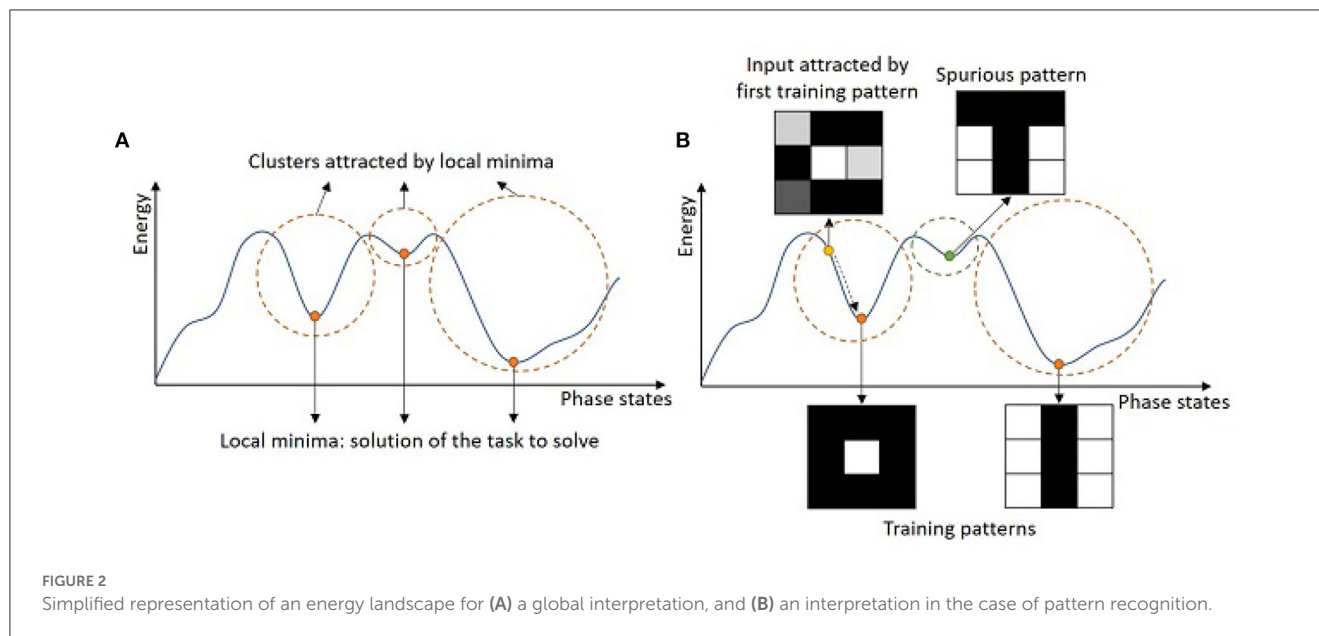 A
Clusters attracted by local minima
Energy
Phase states
Local minima: solution of the task to solve
B
Input attracted by
first training pattern
Spurious pattern
Energy
Phase states
Training patterns
FIGURE 2
Simplified representation of an energy landscape for (A) a global interpretation, and (B) an interpretation in the case of pattern recognition.